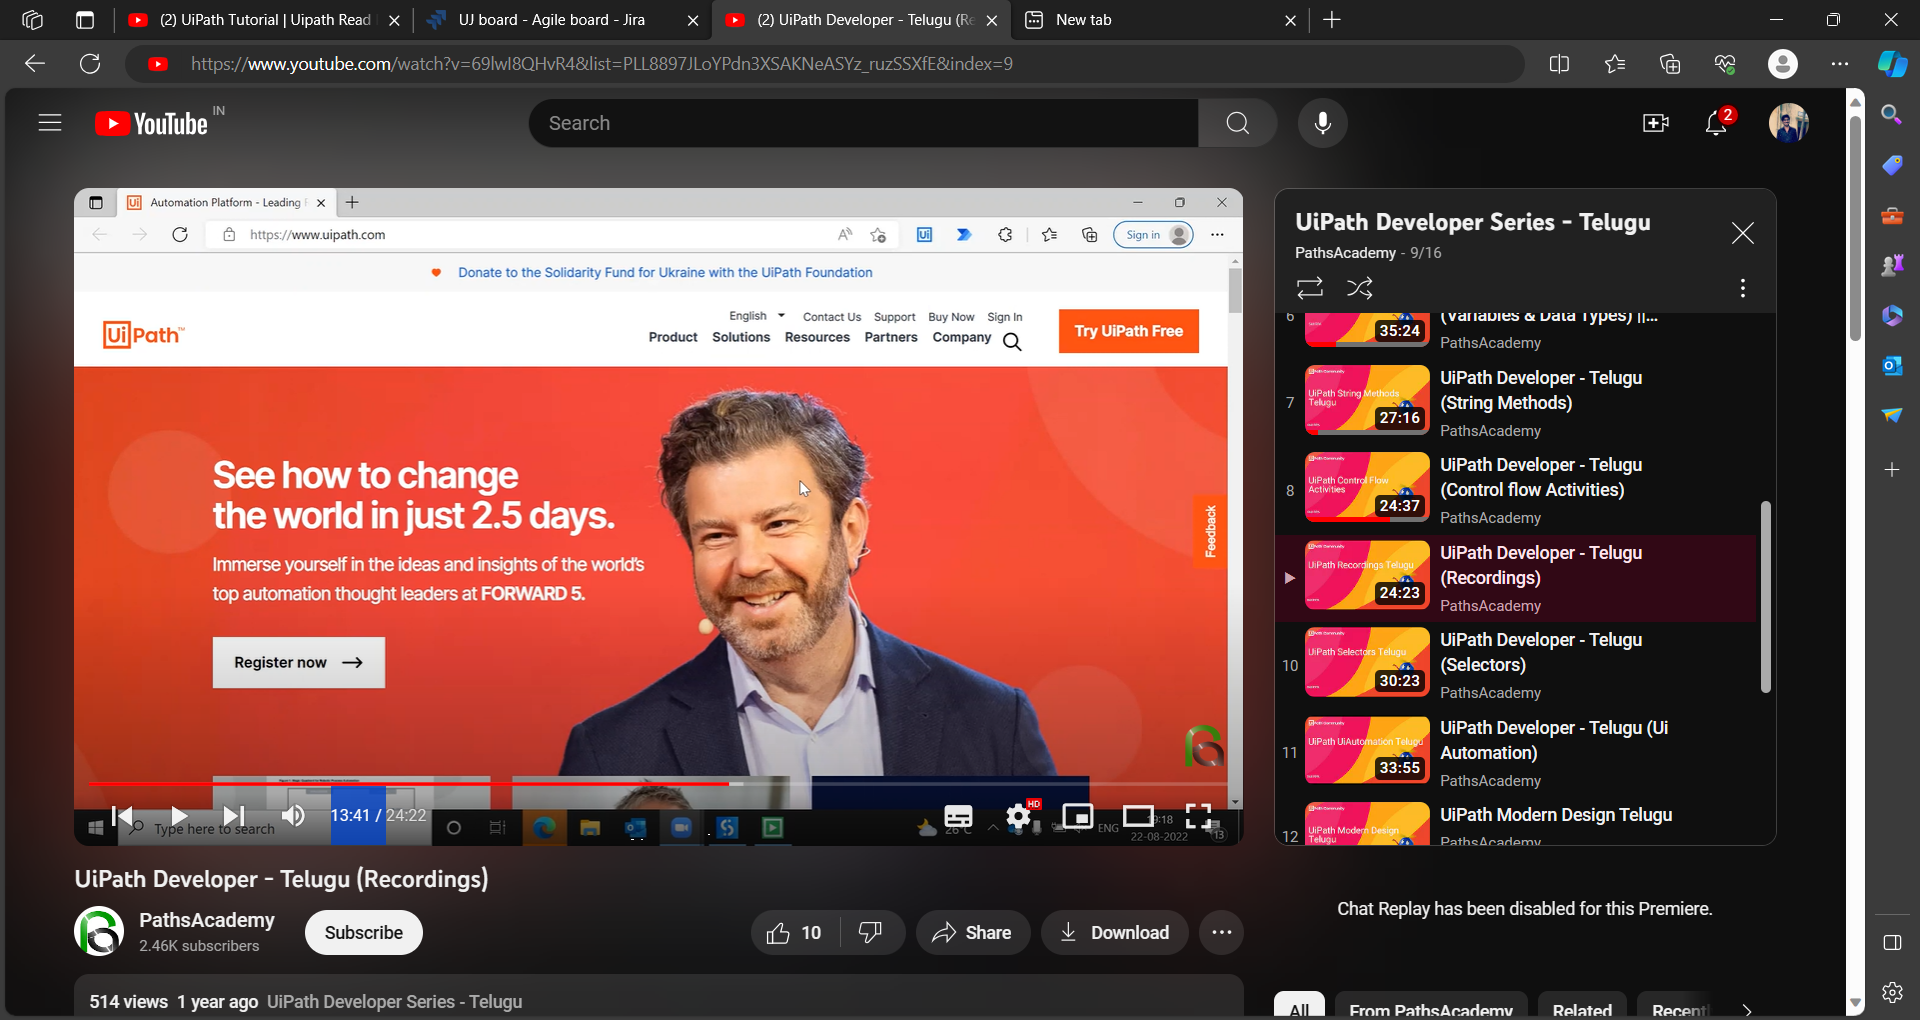 (2) UiPath Tutorial | Uipath Read
UJ board - Agile board - Jira
(2) UiPath Developer - Telugu (Re
New tab
https://www.youtube.com/watch?v=69lwl8QHvR4&list=PLL8897JLoYPdn3XSAKNeASYz_ruzSSXfE&index=9
YouTube IN
Search
2
Automation Platform - Leading
https://www.uipath.com
Sign in
Donate to the Solidarity Fund for Ukraine with the UiPath Foundation
English Contact Us Support Buy Now Sign In
UiPath
Product Solutions Resources Partners Company
Try UiPath Free
See how to change
the world in just 2.5 days.
Immerse yourself in the ideas and insights of the world's
top automation thought leaders at FORWARD 5.
Register now
Feedback
13:41 / 24:22
Type here to search
26°C
HD
ENG
22-08-2022
13
UiPath Developer - Telugu (Recordings)
PathsAcademy
2.46K subscribers
Subscribe
10
Share
Download
514 views 1 year ago UiPath Developer Series - Telugu
UiPath Developer Series - Telugu
PathsAcademy - 9/16
6
35:24
(Variables & Data Types) ||...
PathsAcademy
7
UiPath String Methods
Telugu
27:16
UiPath Developer - Telugu
(String Methods)
PathsAcademy
8
UiPath Control Flow
Activities
24:37
UiPath Developer - Telugu
(Control flow Activities)
PathsAcademy
UiPath Recordings Telugu
24:23
UiPath Developer - Telugu
(Recordings)
PathsAcademy
10
UiPath Selectors Telugu
30:23
UiPath Developer - Telugu
(Selectors)
PathsAcademy
11
UiPath UiAutomation Telugu
33:55
UiPath Developer - Telugu (Ui
Automation)
PathsAcademy
12
UiPath Modern Design
Telugu
UiPath Modern Design Telugu
PathsAcademy
Chat Replay has been disabled for this Premiere.
All
From PathsAcademy
Related
Recent